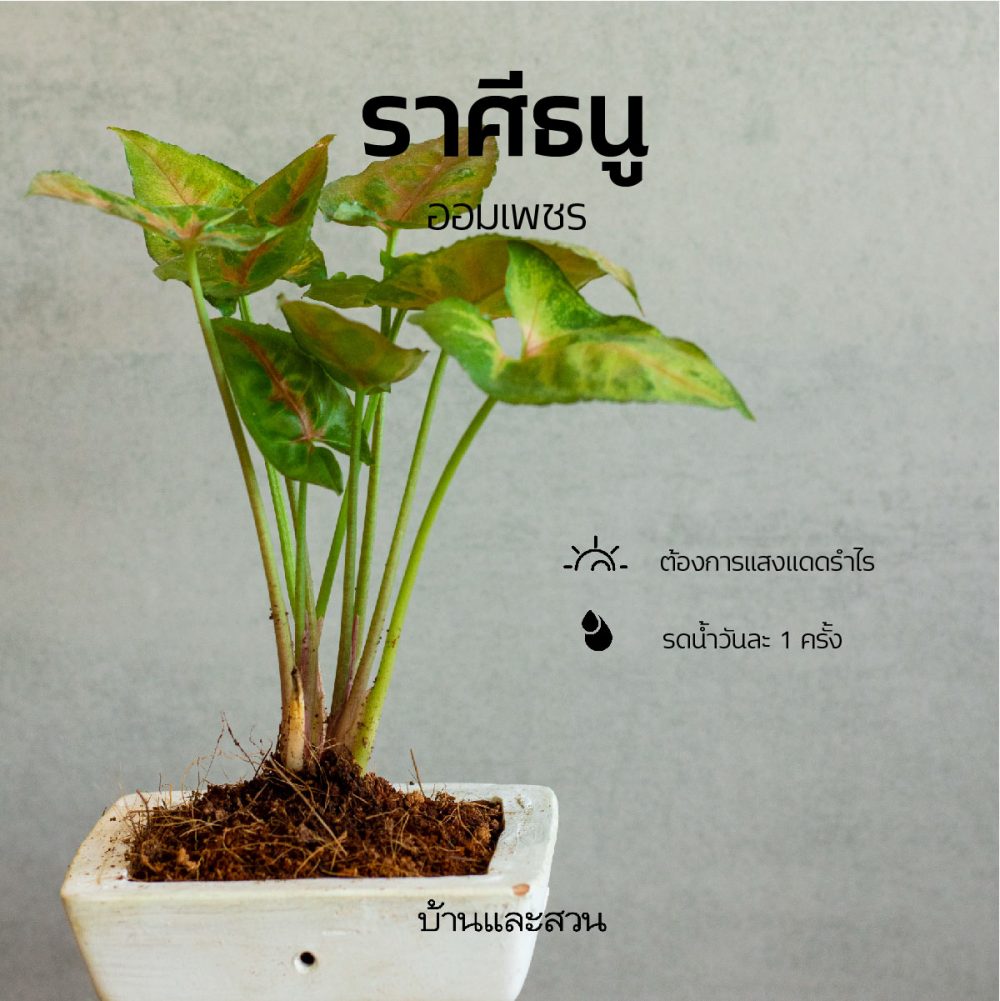 ราศีธนู
ออมเพชร
ต้องการแสงแดดรำไร
รดน้ำวันละ 1 ครั้ง
บ้านและสวน